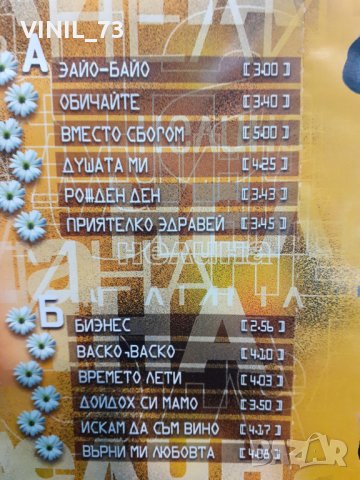 VINIL_73
А
ЗАЙО-БАЙО [3:00]
ОБИЧАЙТЕ [3:40]
ВМЕСТО СБОГОМ [5:00]
ДУШАТА МИ [4:25]
РОЖДЕН ДЕН [3:43]
ПРИЯТЕЛКО ЗДРАВЕЙ [3:45]
Б
БИЗНЕС [2:56]
ВАСКО,ВАСКО [4:10]
ВРЕМЕТО ЛЕТИ [4:03]
ДОЙДОХ СИ МАМО [3:50]
ИСКАМ ДА СЪМ ВИНО [4:17]
ВЪРНИ МИ ЛЮБОВТА [4:08]
BAZAR